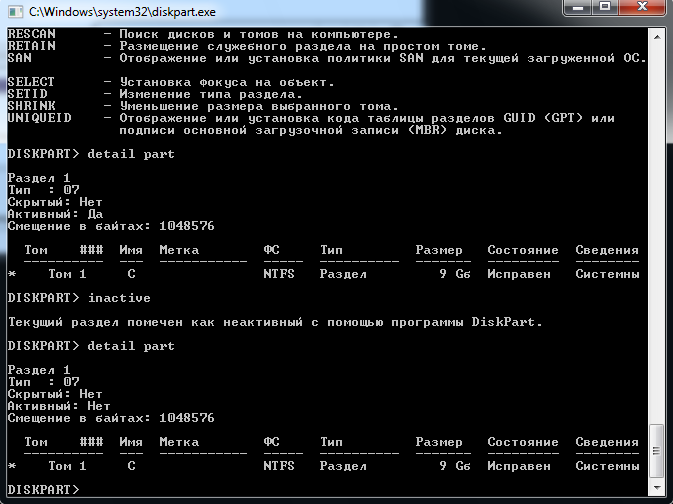 C:\Windows\system32\diskpart.exe
RESCAN - Поиск дисков и томов на компьютере.
RETAIN - Размещение служебного раздела на простом томе.
SAN - Отображение или установка политики SAN для текущей загруженной ОС.
SELECT - Установка фокуса на объект.
SETID - Изменение типа раздела.
SHRINK - Уменьшение размера выбранного тома.
UNIQUEID - Отображение или установка кода таблицы разделов GUID (GPT) или
подписи основной загрузочной записи (MBR) диска.
DISKPART> detail part
Раздел 1
Тип : 07
Скрытый: Нет
Активный: Да
Смещение в байтах: 1048576
Том ### Имя Метка ФС Тип Размер Состояние Сведения
---------- --- ----------- ----- ---------- ------- --------- --------
* Том 1 C NTFS Раздел 9 Gб Исправен Системны
DISKPART> inactive
Текущий раздел помечен как неактивный с помощью программы DiskPart.
DISKPART> detail part
Раздел 1
Тип : 07
Скрытый: Нет
Активный: Нет
Смещение в байтах: 1048576
Том ### Имя Метка ФС Тип Размер Состояние Сведения
---------- --- ----------- ----- ---------- ------- --------- --------
* Том 1 C NTFS Раздел 9 Gб Исправен Системны
DISKPART>